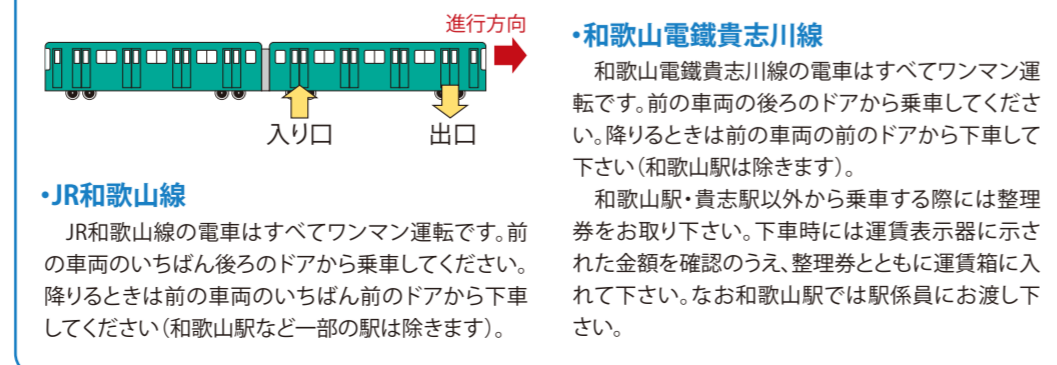 進行方向
入り口
出口
・JR和歌山線
JR和歌山線の電車はすべてワンマン運転です。前
の車両のいちばん後ろのドアから乗車してください。
降りるときは前の車両のいちばん前のドアから下車
してください（和歌山駅など一部の駅は除きます）。
・和歌山電鐵貴志川線
和歌山電鐵貴志川線の電車はすべてワンマン運
転です。前の車両の後ろのドアから乗車してくださ
い。降りるときは前の車両の前のドアから下車して
下さい（和歌山駅は除きます）。
和歌山駅・貴志駅以外から乗車する際には整理
券をお取り下さい。下車時には運賃表示器に示さ
れた金額を確認のうえ、整理券とともに運賃箱に入
れて下さい。なお和歌山駅では駅係員にお渡し下
さい。